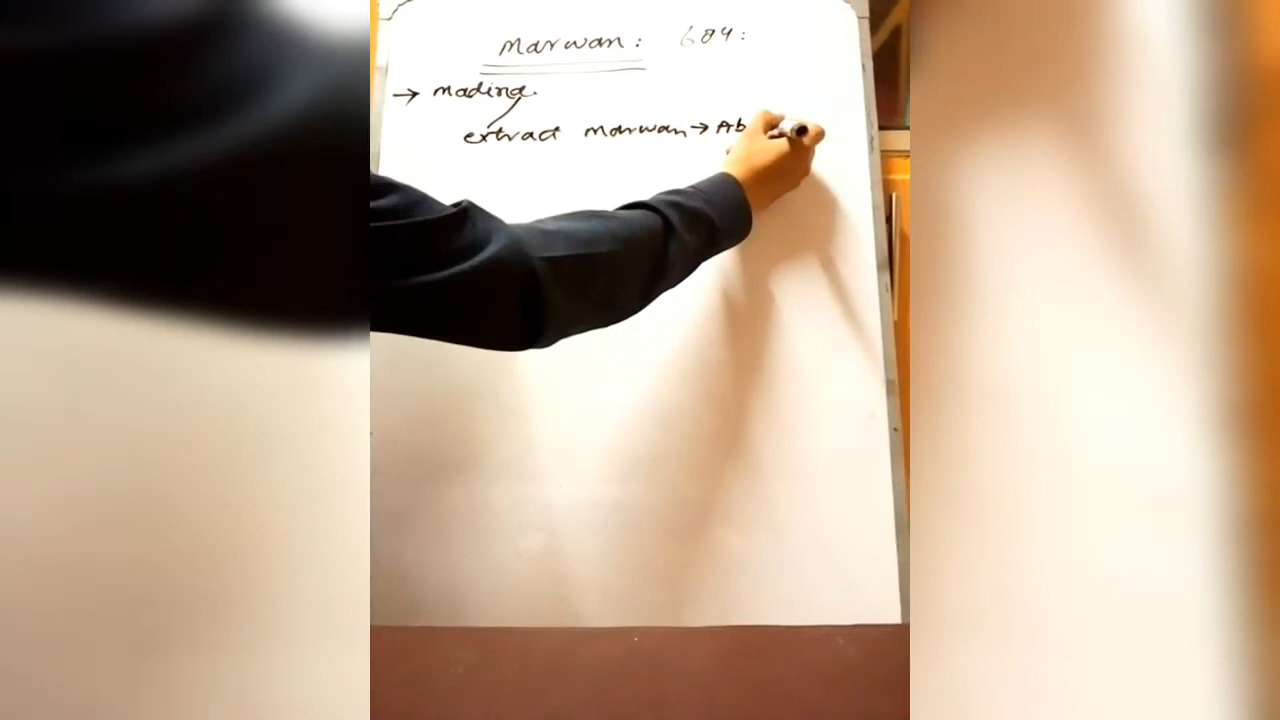 Marwan: 684:
→ Madina.
extract Marwan → Ab